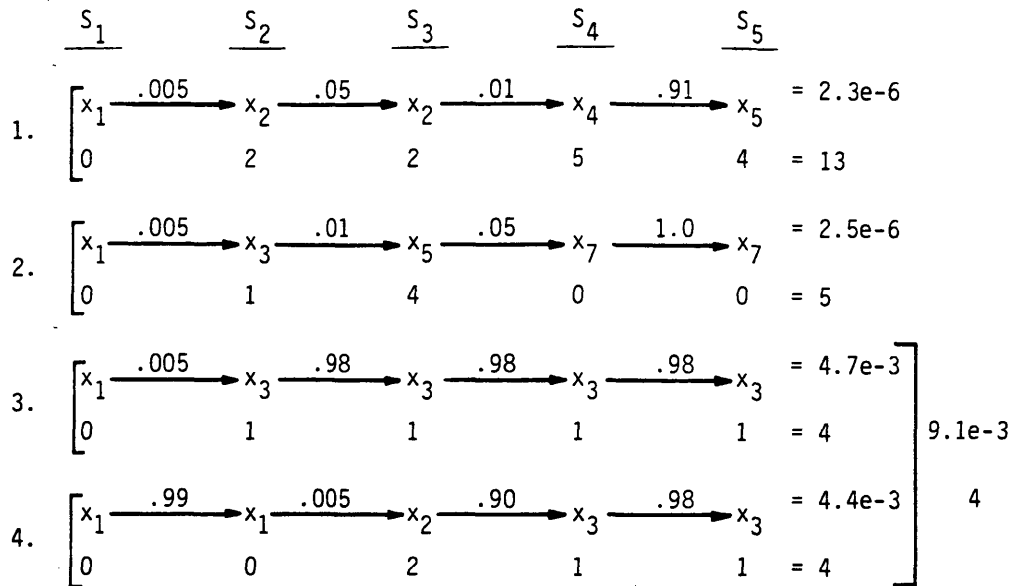 S1 S2 S3 S4 S5
.005 .05 .01 .91
x1 x2 x2 x4 x5 = 2.3e-6
1.
0 2 2 5 4 = 13
.005 .01 .05 1.0
x1 x3 x5 x7 x7 = 2.5e-6
2.
0 1 4 0 0 = 5
.005 .98 .98 .98
x1 x3 x3 x3 x3 = 4.7e-3
3.
0 1 1 1 1 = 4
9.1e-3
.99 .005 .90 .98
x1 x1 x2 x3 x3 = 4.4e-3
4
4.
0 0 2 1 1 = 4